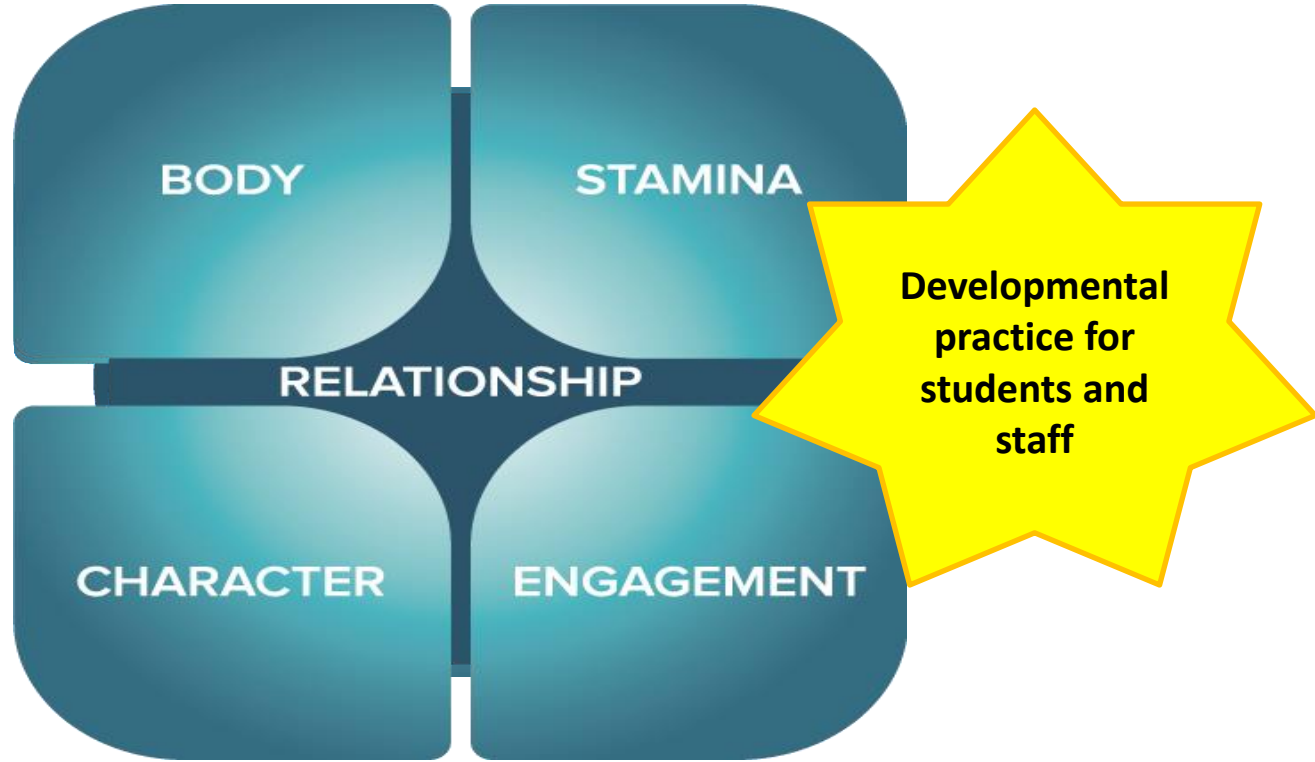 BODY
STAMINA
RELATIONSHIP
CHARACTER
ENGAGEMENT
Developmental
practice for
students and
staff